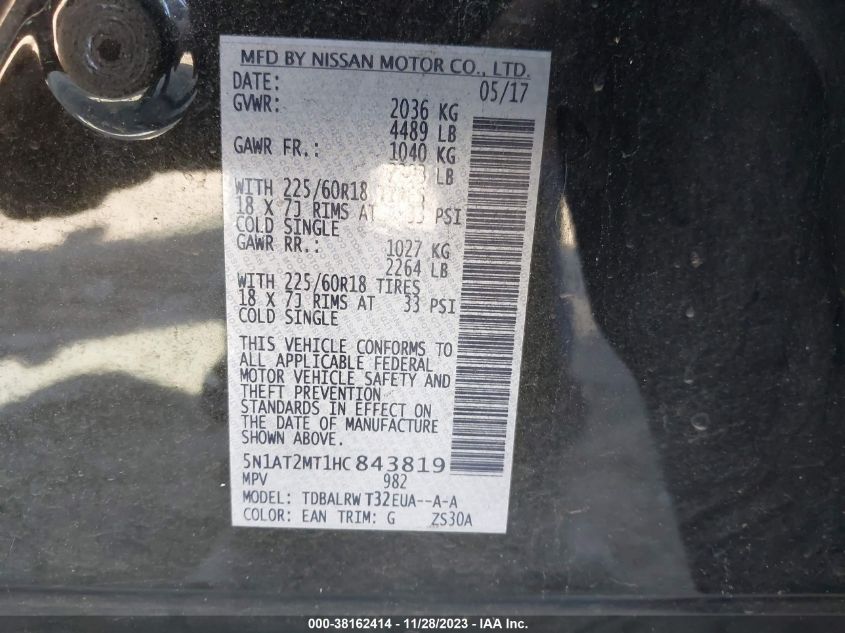 MFD BY NISSAN MOTOR CO., LTD.
DATE: 05/17
GVWR: 2036 KG
4489 LB
GAWR FR.: 1040 KG
LB
WITH 225/60R18
18 X 7J RIMS AT 33 PSI
COLD SINGLE
GAWR RR.: 1027 KG
2264 LB
WITH 225/60R18 TIRES
18 X 7J RIMS AT 33 PSI
COLD SINGLE
THIS VEHICLE CONFORMS TO
ALL APPLICABLE FEDERAL
MOTOR VEHICLE SAFETY AND
THEFT PREVENTION
STANDARDS IN EFFECT ON
THE DATE OF MANUFACTURE
SHOWN ABOVE.
5N1AT2MT1HC843819
MPV 982
MODEL: TDBALRW T32EUA--A-A
COLOR: EAN TRIM: G ZS30A
000-38162414 - 11/28/2023 - IAA Inc.